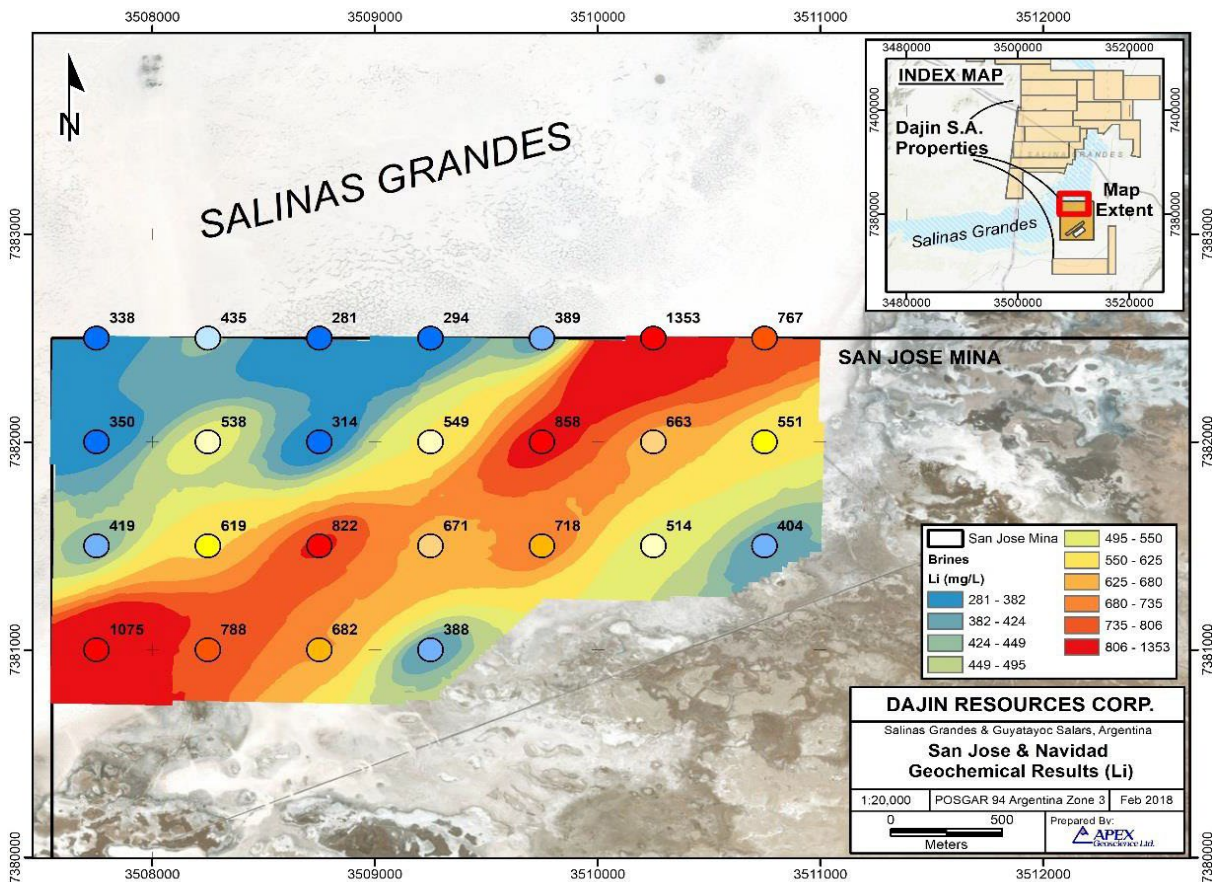 3508000 3509000 3510000 3511000 3512000
N
SALINAS GRANDES
3480000 3500000 3520000
INDEX MAP
7400000 7400000
Dajin S.A.
Properties
SALINAS GRANDES
Map
Extent
7380000 7380000
Salinas Grandes
3480000 3500000 3520000
7383000 7383000
338 435 281 294 389 1353 767
SAN JOSE MINA
350 538 314 549 858 663 551
7382000 7382000
419 619 822 671 718 514 404
1075 788 682 388
7381000 7381000
San Jose Mina
Brines
Li (mg/L)
281 - 382
382 - 424
424 - 449
449 - 495
495 - 550
550 - 625
625 - 680
680 - 735
735 - 806
806 - 1353
DAJIN RESOURCES CORP.
Salinas Grandes & Guyatayoc Salars, Argentina
San Jose & Navidad
Geochemical Results (Li)
1:20,000 POSGAR 94 Argentina Zone 3 Feb 2018
0 500
Meters
Prepared By:
APEX
Geoscience Ltd.
7380000 7380000
3508000 3509000 3510000 3511000 3512000